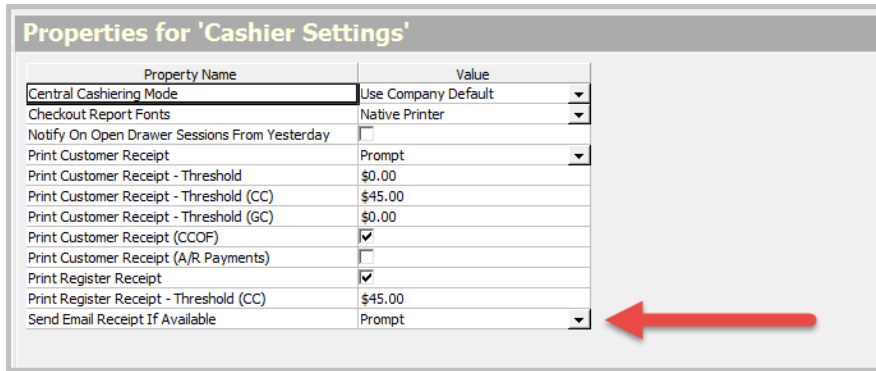 Properties for 'Cashier Settings'
Property Name Value
Central Cashiering Mode Use Company Default
Checkout Report Fonts Native Printer
Notify On Open Drawer Sessions From Yesterday
Print Customer Receipt Prompt
Print Customer Receipt - Threshold $0.00
Print Customer Receipt - Threshold (CC) $45.00
Print Customer Receipt - Threshold (GC) $0.00
Print Customer Receipt (CCOF)
Print Customer Receipt (A/R Payments)
Print Register Receipt
Print Register Receipt - Threshold (CC) $45.00
Send Email Receipt If Available Prompt